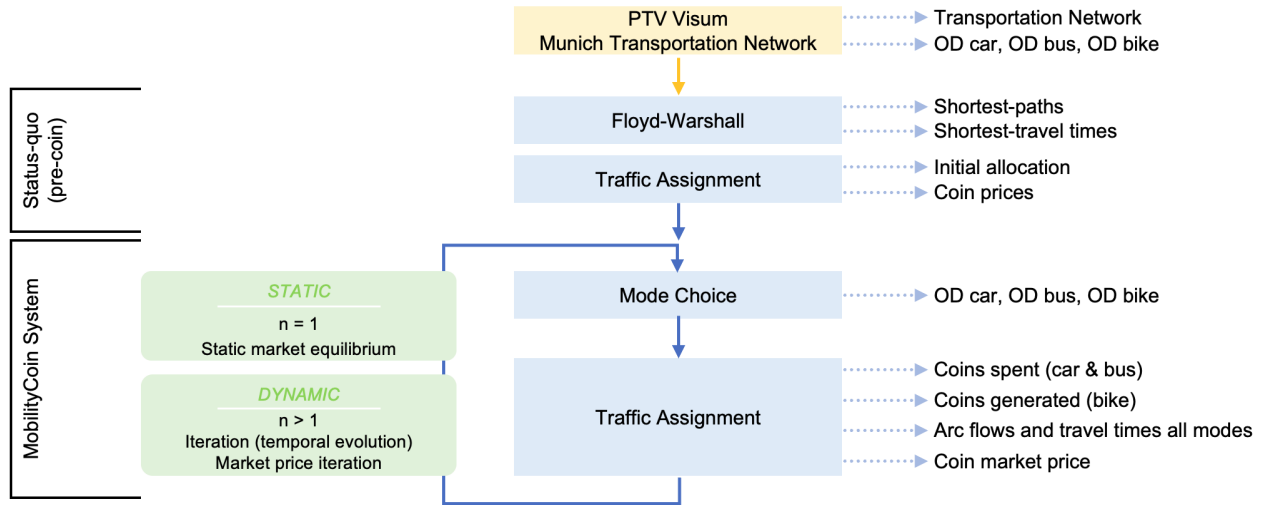 PTV Visum
Munich Transportation Network
Transportation Network
OD car, OD bus, OD bike
Status-quo
(pre-coin)
Floyd-Warshall
Shortest-paths
Shortest-travel times
Traffic Assignment
Initial allocation
Coin prices
MobilityCoin System
STATIC
n = 1
Static market equilibrium
Mode Choice
OD car, OD bus, OD bike
DYNAMIC
n > 1
Iteration (temporal evolution)
Market price iteration
Traffic Assignment
Coins spent (car & bus)
Coins generated (bike)
Arc flows and travel times all modes
Coin market price